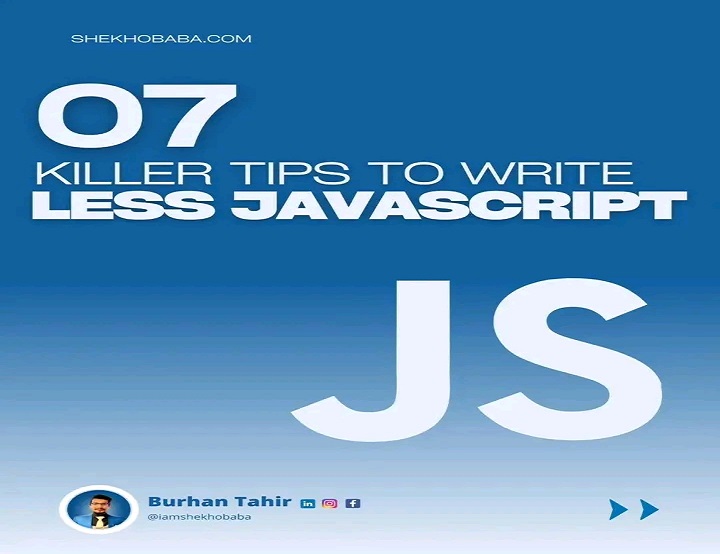 SHEKHOBABA.COM
07
KILLER TIPS TO WRITE
LESS JAVASCRIPT
JS
Burhan Tahir
@iamshekhobaba